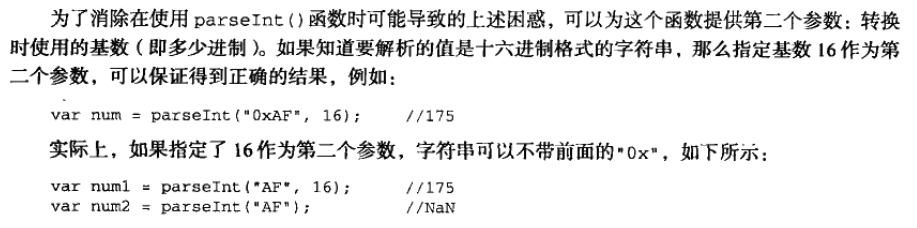 为了消除在使用 parseInt()函数时可能导致的上述困惑，可以为这个函数提供第二个参数：转换
时使用的基数（即多少进制）。如果知道要解析的值是十六进制格式的字符串，那么指定基数 16 作为第
二个参数，可以保证得到正确的结果，例如：
var num = parseInt("0xAF", 16);    //175
实际上，如果指定了 16 作为第二个参数，字符串可以不带前面的"0x"，如下所示：
var num1 = parseInt("AF", 16);    //175
var num2 = parseInt("AF");    //NaN